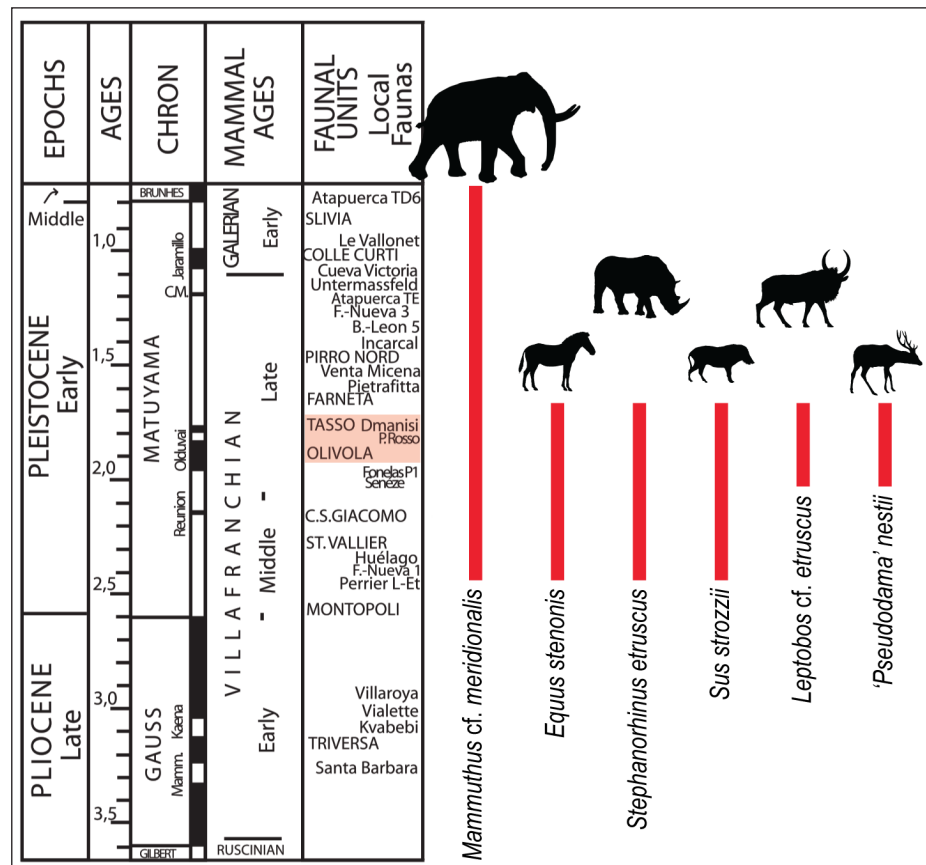 EPOCHS
AGES
CHRON
MAMMAL
AGES
FAUNAL
UNITS
Local
Faunas
Middle
PLEISTOCENE
Early
PLIOCENE
Late
1,0
1,5
2,0
2,5
3,0
3,5
BRUNHES
Jaramillo
C.M.
MATUYAMA
Olduvai
Reunion
GAUSS
Kaena
Mamm.
GILBERT
GALERIAN
Early
VILLAFRANCHIAN
Late
Middle
Early
RUSCINIAN
Atapuerca TD6
SLIVIA
Le Vallonet
COLLE CURTI
Cueva Victoria
Untermassfeld
Atapuerca TE
F.-Nueva 3
B.-Leon 5
Incarcal
PIRRO NORD
Venta Micena
Pietrafitta
FARNETA
TASSO Dmanisi
P.Rosso
OLIVOLA
Fonelas P1
Senèze
C.S.GIACOMO
ST. VALLIER
Huélago
F.-Nueva 1
Perrier L-Et
MONTOPOLI
Villaroya
Vialette
Kvabebi
TRIVERSA
Santa Barbara
Mammuthus cf. meridionalis
Equus stenonis
Stephanorhinus etruscus
Sus strozzii
Leptobos cf. etruscus
'Pseudodama' nestii